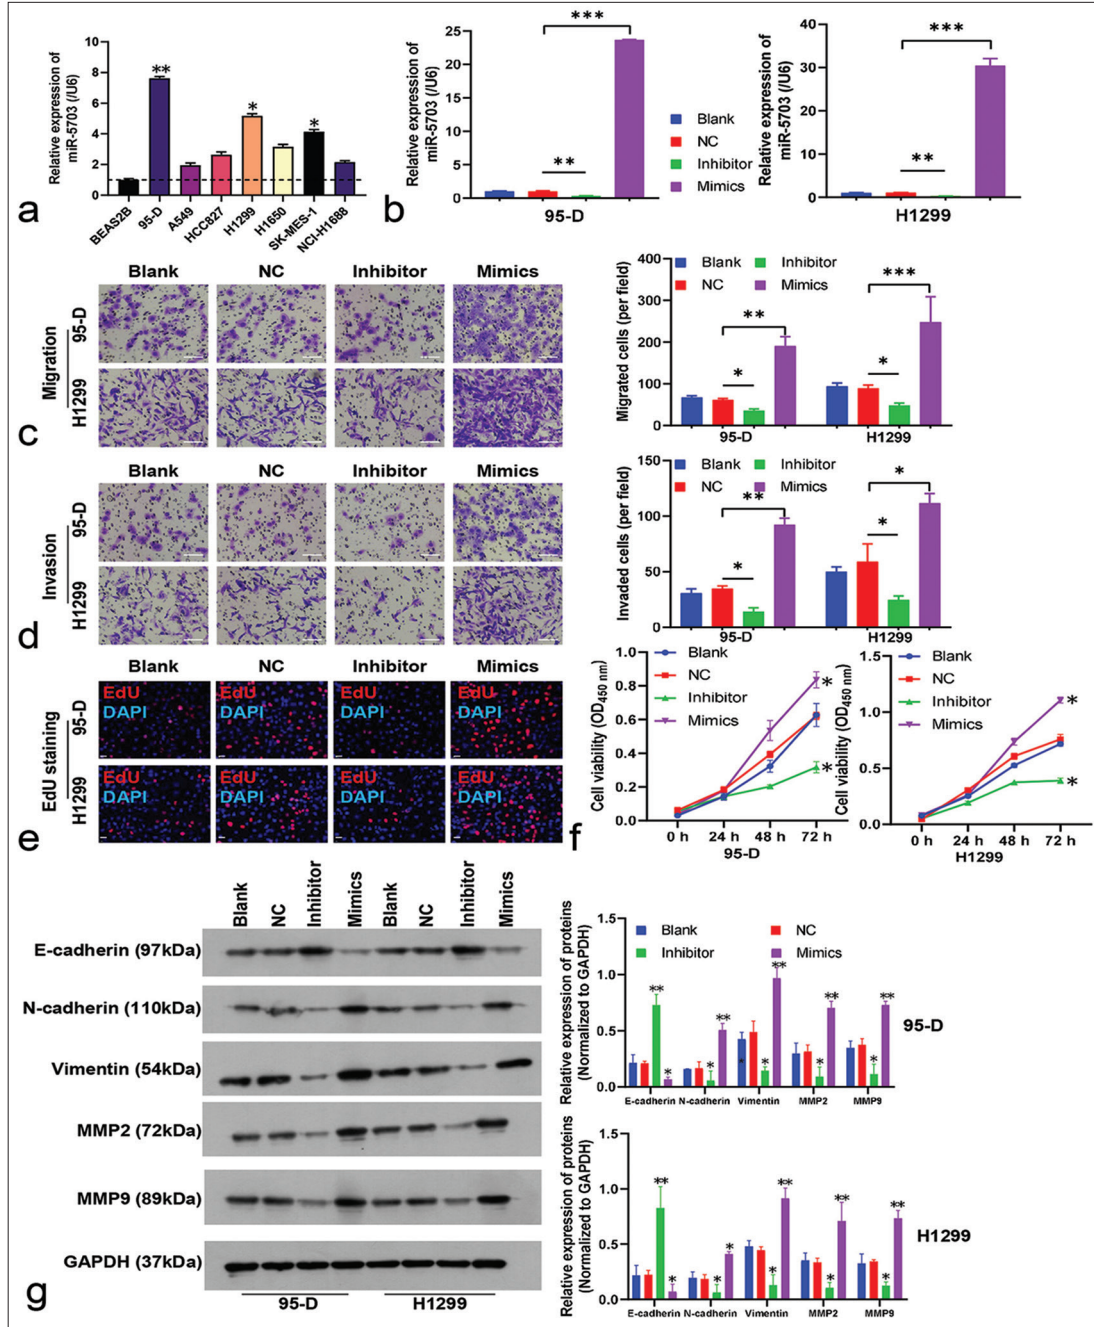 Relative expression of
miR-5703 (/U6)
10
8
6
4
2
0
**
*
*
BEAS2B
95-D
A549
HCC827
H1299
H1650
SK-MES-1
NCI-H1688
a
Relative expression of
miR-5703 (/U6)
25
20
15
10
5
0
***
**
95-D
Blank
NC
Inhibitor
Mimics
Relative expression of
miR-5703 (/U6)
40
30
20
10
0
***
**
H1299
b
Blank NC Inhibitor Mimics
Migration
95-D
H1299
c
Migrated cells (per field)
400
300
200
100
0
Blank
Inhibitor
NC
Mimics
**
*
***
*
95-D
H1299
Blank NC Inhibitor Mimics
Invasion
95-D
H1299
d
Invaded cells (per field)
150
100
50
0
Blank
Inhibitor
NC
Mimics
**
*
*
*
95-D
H1299
Blank NC Inhibitor Mimics
EdU staining
95-D
H1299
EdU EdU EdU EdU
DAPI DAPI DAPI DAPI
EdU EdU EdU EdU
DAPI DAPI DAPI DAPI
e
Cell viability (OD450 nm)
1.0
0.8
0.6
0.4
0.2
0.0
Blank
NC
Inhibitor
Mimics
*
*
0 h 24 h 48 h 72 h
95-D
Cell viability (OD450 nm)
1.5
1.0
0.5
0.0
Blank
NC
Inhibitor
Mimics
*
*
0 h 24 h 48 h 72 h
H1299
f
Blank NC Inhibitor Mimics Blank NC Inhibitor Mimics
E-cadherin (97kDa)
N-cadherin (110kDa)
Vimentin (54kDa)
MMP2 (72kDa)
MMP9 (89kDa)
GAPDH (37kDa)
95-D H1299
g
Relative expression of proteins
(Normalized to GAPDH)
1.5
1.0
0.5
0.0
Blank
NC
Inhibitor
Mimics
** * * ** * * ** * ** * **
E-cadherin N-cadherin Vimentin MMP2 MMP9
95-D
Relative expression of proteins
(Normalized to GAPDH)
1.5
1.0
0.5
0.0
** * * * * ** * ** * **
E-cadherin N-cadherin Vimentin MMP2 MMP9
H1299